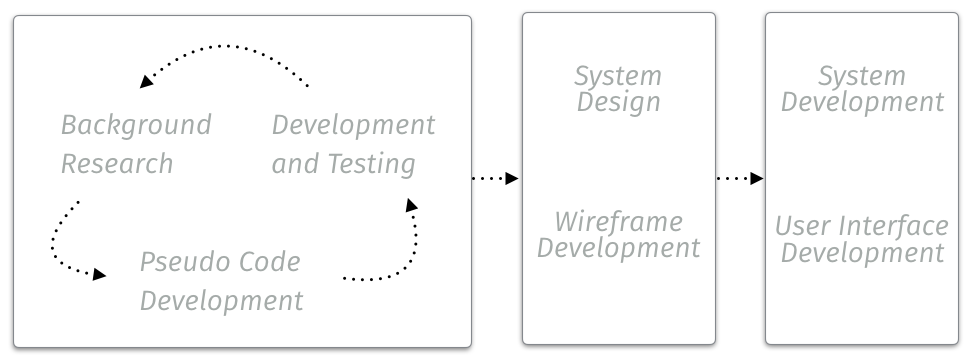 Background
Research
Development
and Testing
Pseudo Code
Development
System
Design
Wireframe
Development
System
Development
User Interface
Development